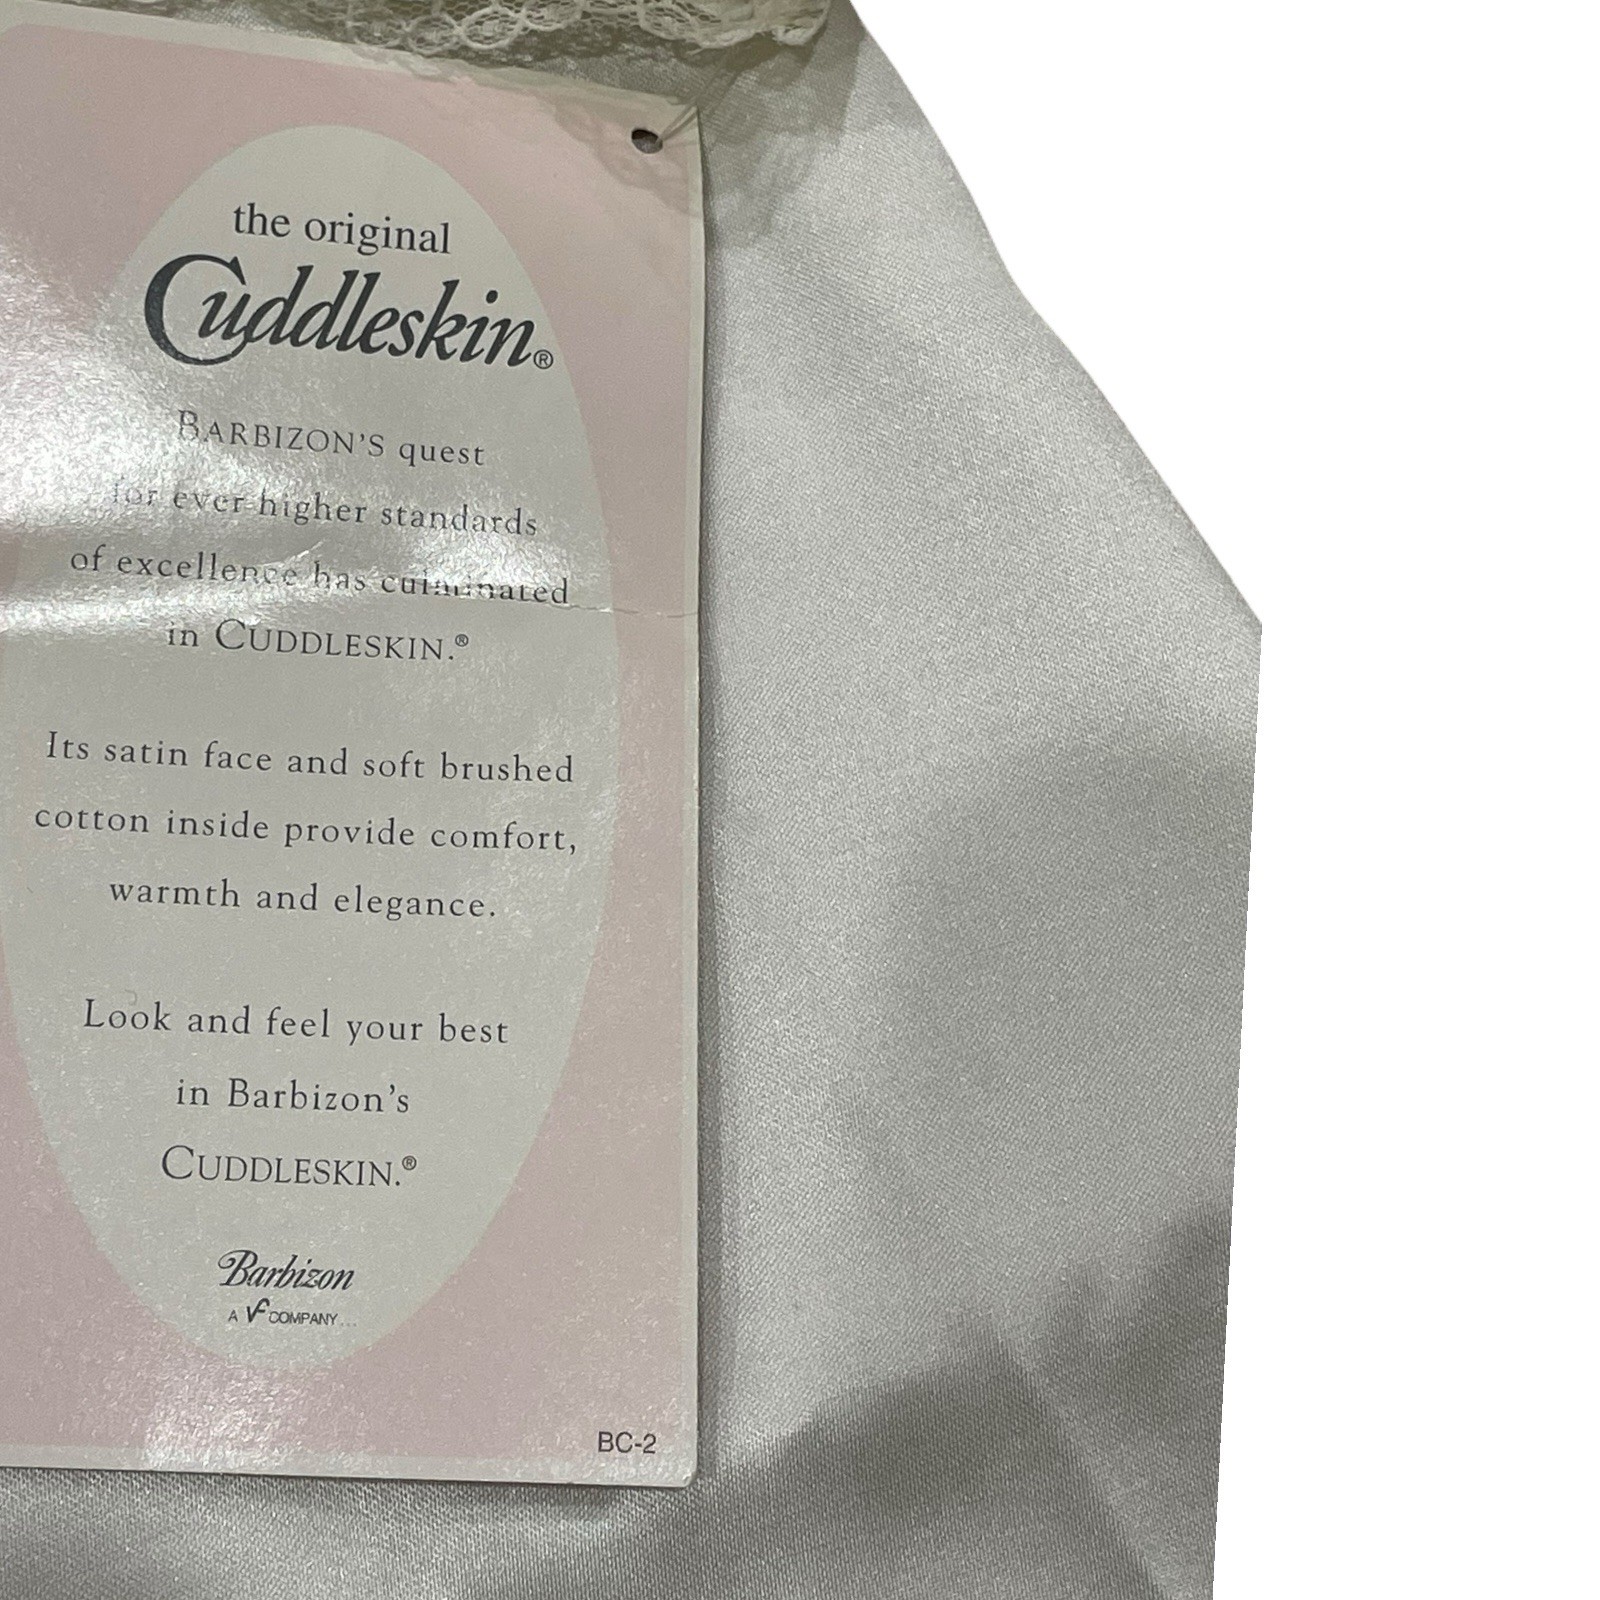 the original
Cuddleskin®
BARBIZON'S quest
for ever higher standards
of excellence has culminated
in CUDDLESKIN.®
Its satin face and soft brushed
cotton inside provide comfort,
warmth and elegance.
Look and feel your best
in Barbizon's
CUDDLESKIN.®
Barbizon
A VF COMPANY...
BC-2